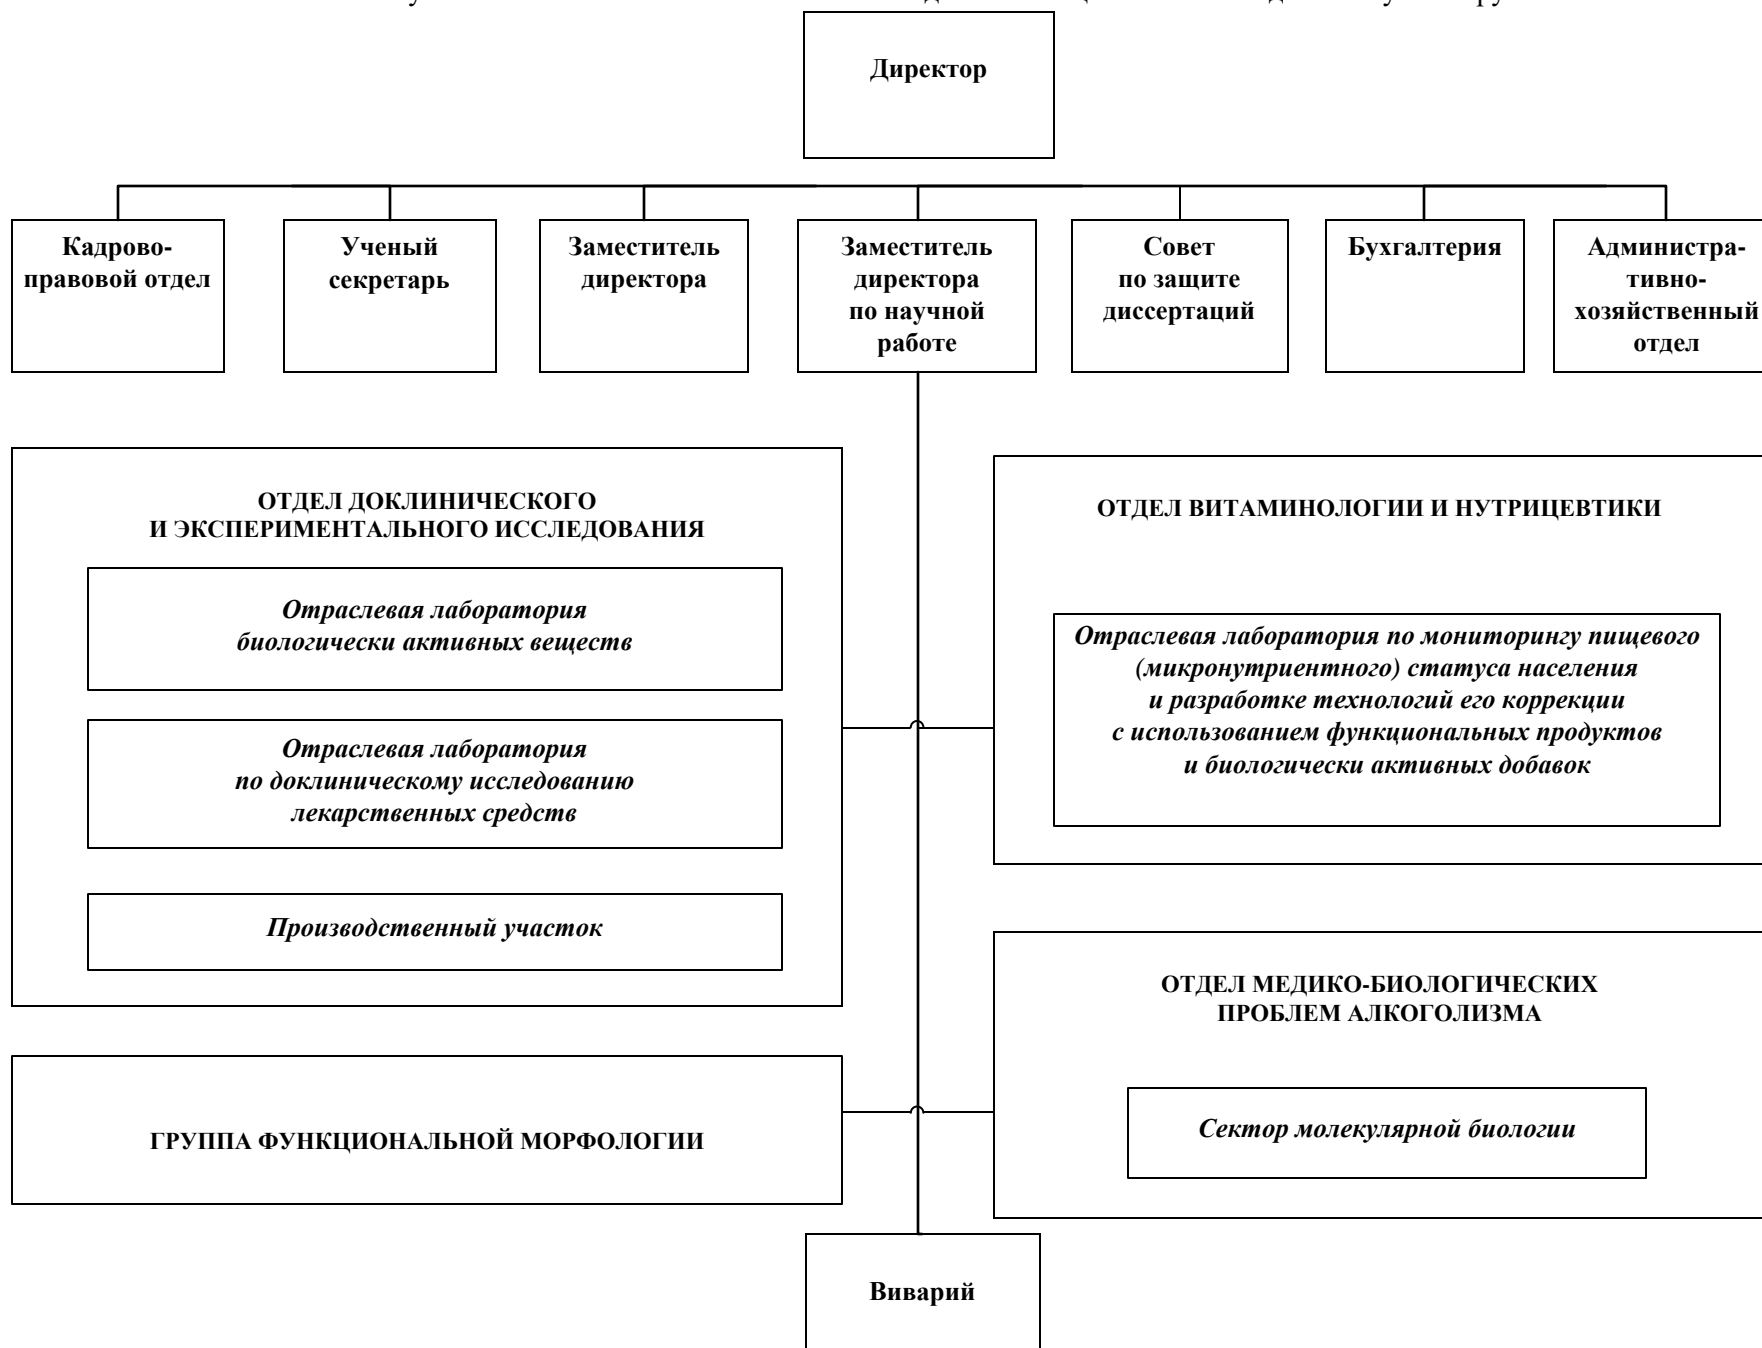 Директор
Кадрово-
правовой отдел
Ученый
секретарь
Заместитель
директора
Заместитель
директора
по научной
работе
Совет
по защите
диссертаций
Бухгалтерия
Администра-
тивно-
хозяйственный
отдел
ОТДЕЛ ДОКЛИНИЧЕСКОГО
И ЭКСПЕРИМЕНТАЛЬНОГО ИССЛЕДОВАНИЯ
Отраслевая лаборатория
биологически активных веществ
Отраслевая лаборатория
по доклиническому исследованию
лекарственных средств
Производственный участок
ОТДЕЛ ВИТАМИНОЛОГИИ И НУТРИЦЕВТИКИ
Отраслевая лаборатория по мониторингу пищевого
(микронутриентного) статуса населения
и разработке технологий его коррекции
с использованием функциональных продуктов
и биологически активных добавок
ГРУППА ФУНКЦИОНАЛЬНОЙ МОРФОЛОГИИ
ОТДЕЛ МЕДИКО-БИОЛОГИЧЕСКИХ
ПРОБЛЕМ АЛКОГОЛИЗМА
Сектор молекулярной биологии
Виварий